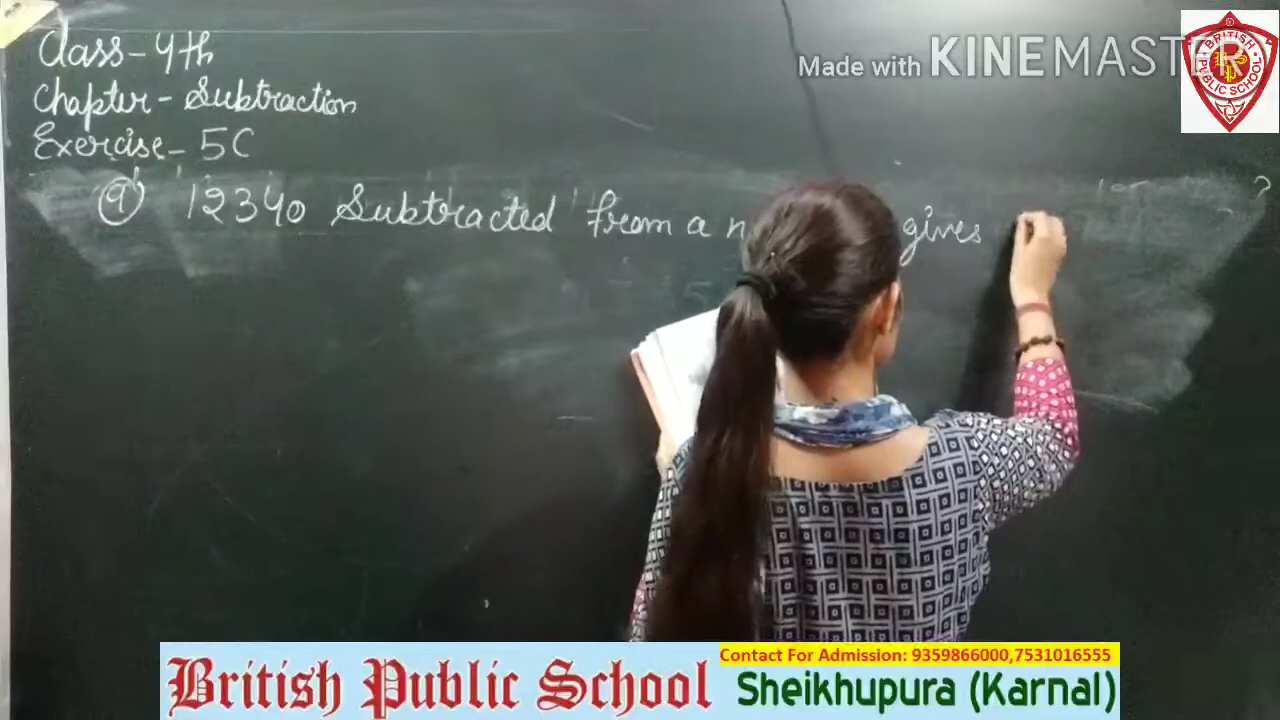 Class-4th
Chapter-Subtraction
Exercise-5C
9) 12340 Subtracted from a n gives
?
Made with KINEMASTER
BRITISH
PUBLIC SCHOOL
Contact For Admission: 9359866000,7531016555
British Public School Sheikhupura (Karnal)